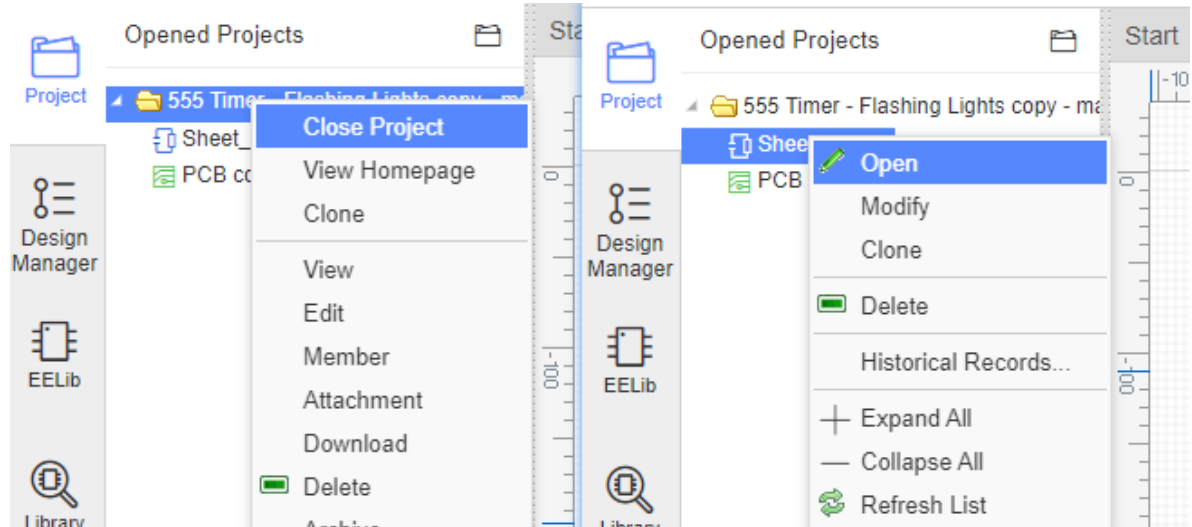 Opened Projects
Project
555 Timer - Flashing Lights copy - ma
Sheet_
PCB co
Design
Manager
EELib
Library
Close Project
View Homepage
Clone
View
Edit
Member
Attachment
Download
Delete
Archive
Sta
0
-100
Opened Projects
Start
Project
555 Timer - Flashing Lights copy - ma
Shee
PCB
Design
Manager
EELib
Library
Open
Modify
Clone
Delete
Historical Records...
Expand All
Collapse All
Refresh List
-10
0
-100